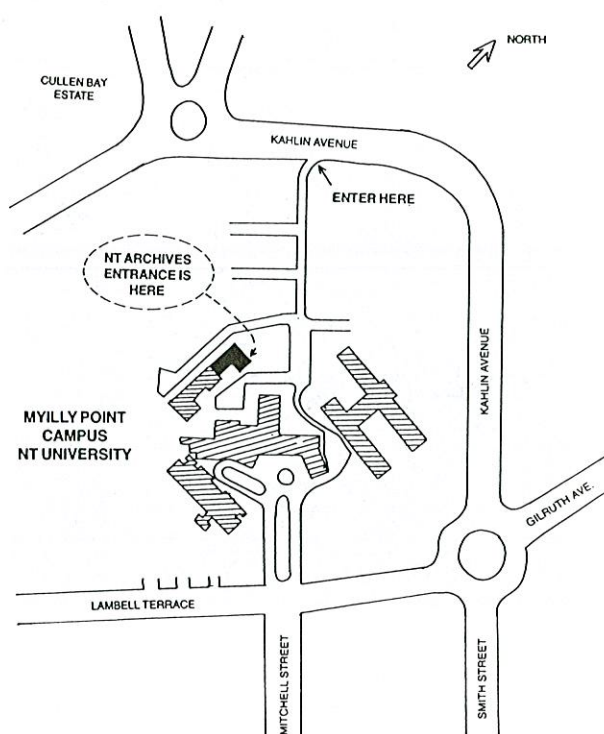 NORTH
CULLEN BAY
ESTATE
KAHLIN AVENUE
ENTER HERE
NT ARCHIVES
ENTRANCE IS
HERE
KAHLIN AVENUE
MYILLY POINT
CAMPUS
NT UNIVERSITY
GILRUTH AVE.
LAMBELL TERRACE
MITCHELL STREET
SMITH STREET